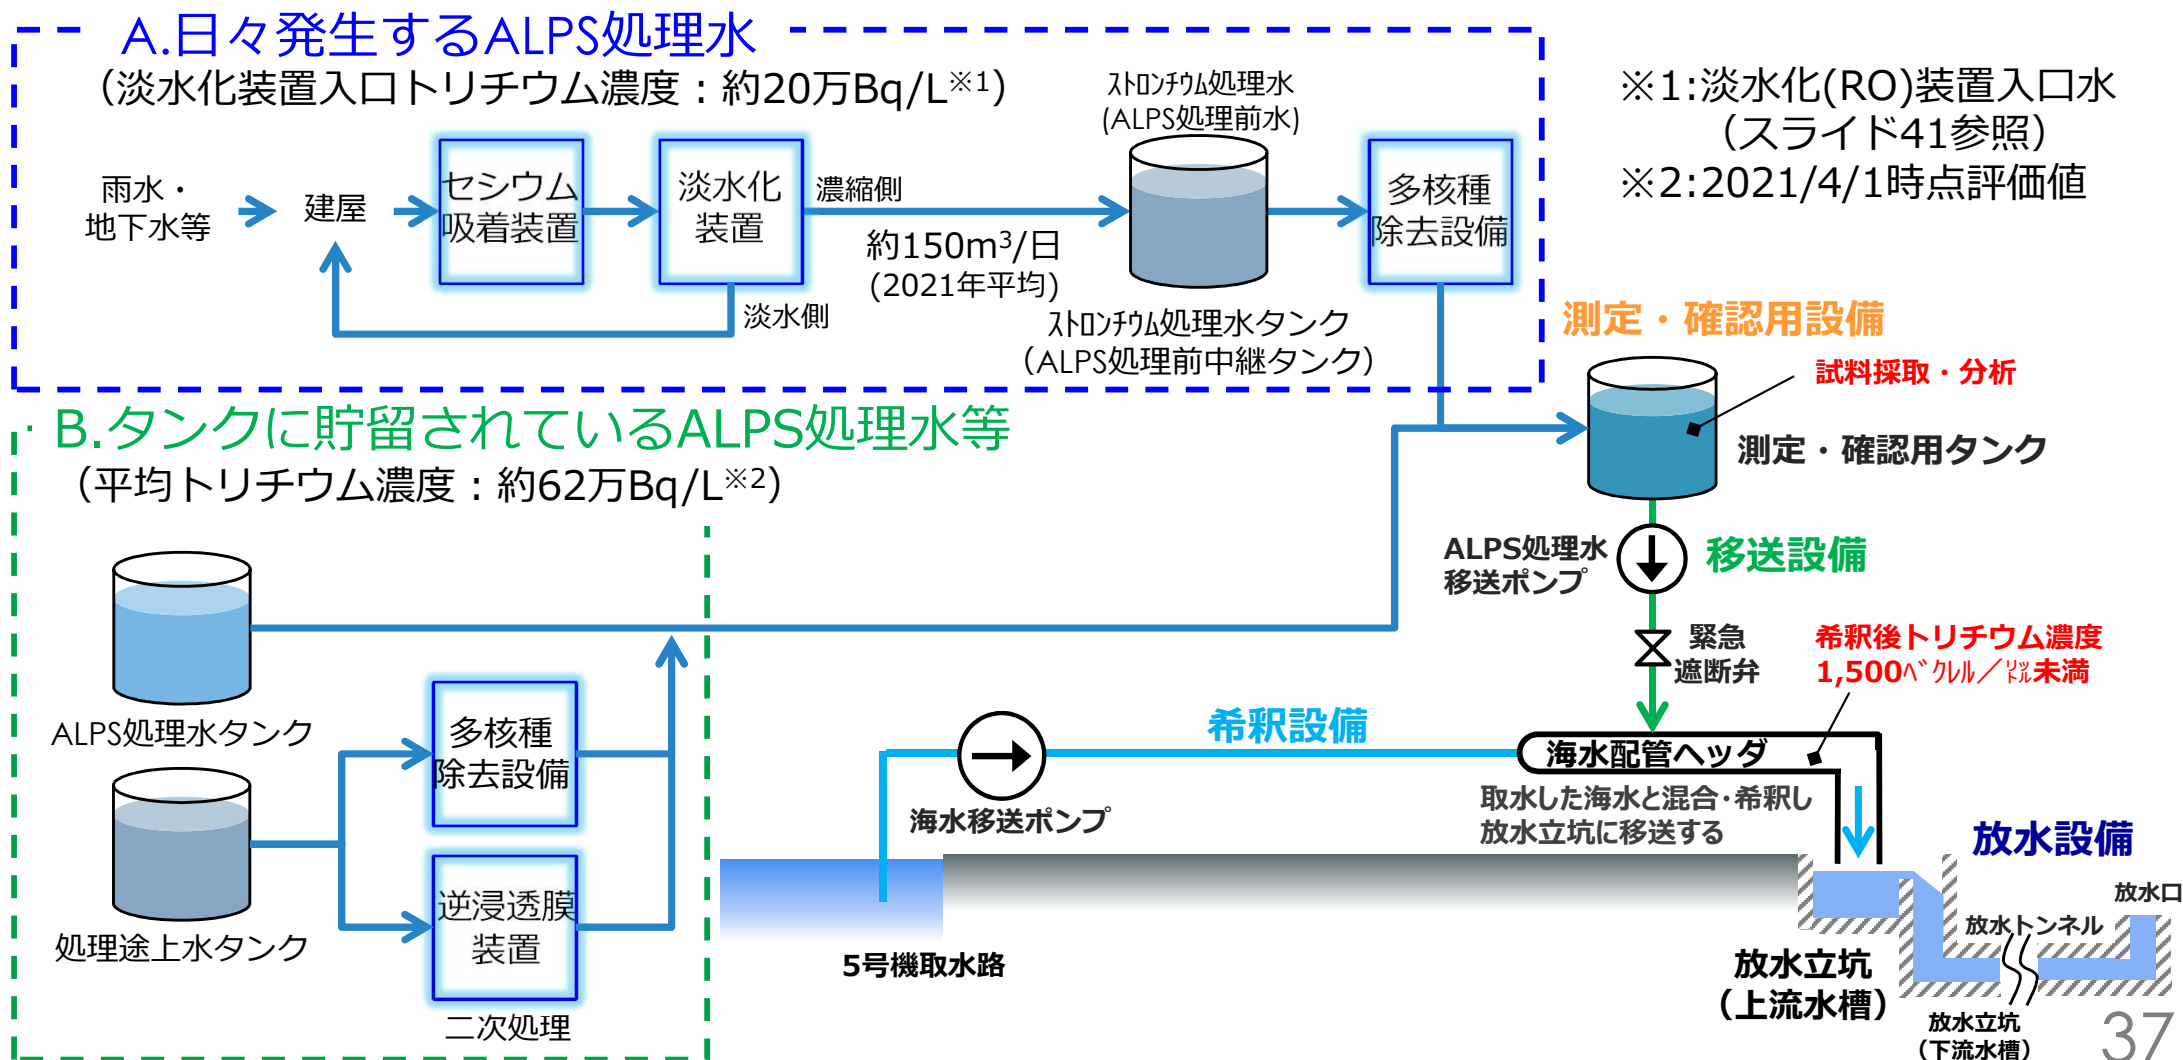 A.日々発生するALPS処理水
（淡水化装置入口トリチウム濃度：約20万Bq/L※1）
雨水・
地下水等
建屋
セシウム
吸着装置
淡水化
装置
濃縮側
約150m3/日
(2021年平均)
淡水側
ｽﾄﾛﾝﾁｳﾑ処理水
(ALPS処理前水)
ｽﾄﾛﾝﾁｳﾑ処理水タンク
（ALPS処理前中継タンク）
多核種
除去設備
※1:淡水化(RO)装置入口水
（スライド41参照）
※2:2021/4/1時点評価値
測定・確認用設備
試料採取・分析
測定・確認用タンク
B.タンクに貯留されているALPS処理水等
（平均トリチウム濃度：約62万Bq/L※2）
ALPS処理水タンク
処理途上水タンク
多核種
除去設備
逆浸透膜
装置
二次処理
ALPS処理水
移送ポンプ
移送設備
緊急
遮断弁
希釈後トリチウム濃度
1,500ﾍﾞｸﾚﾙ／ﾘｯﾄﾙ未満
希釈設備
海水配管ヘッダ
海水移送ポンプ
取水した海水と混合･希釈し
放水立坑に移送する
5号機取水路
放水設備
放水口
放水トンネル
放水立坑
（上流水槽）
放水立坑
（下流水槽）
37